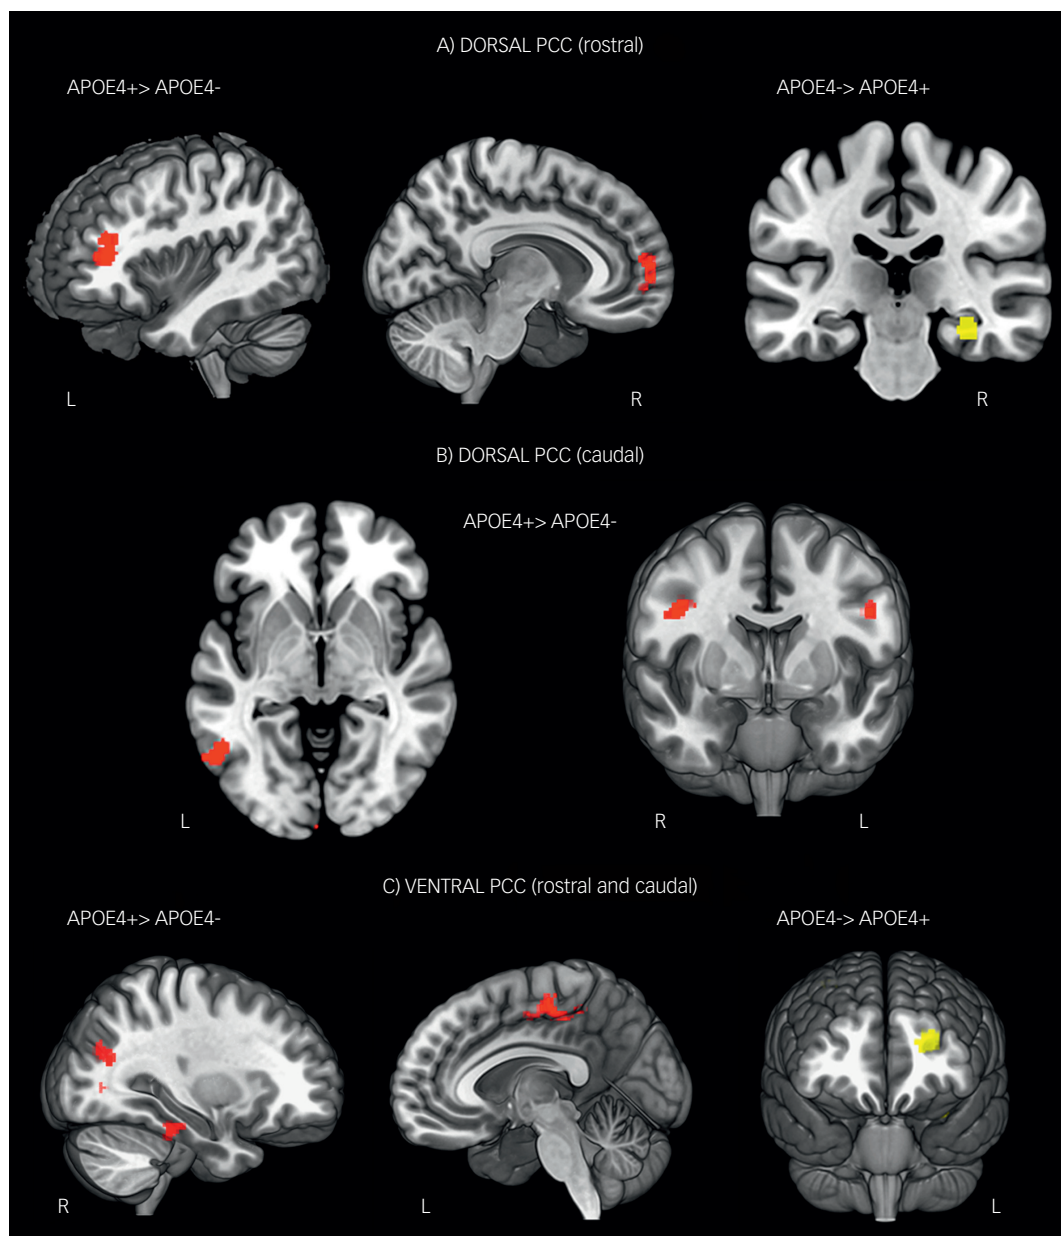 A) DORSAL PCC (rostral)
APOE4+> APOE4-
APOE4-> APOE4+
L
R
R
B) DORSAL PCC (caudal)
APOE4+> APOE4-
L
R
L
C) VENTRAL PCC (rostral and caudal)
APOE4+> APOE4-
APOE4-> APOE4+
R
L
L